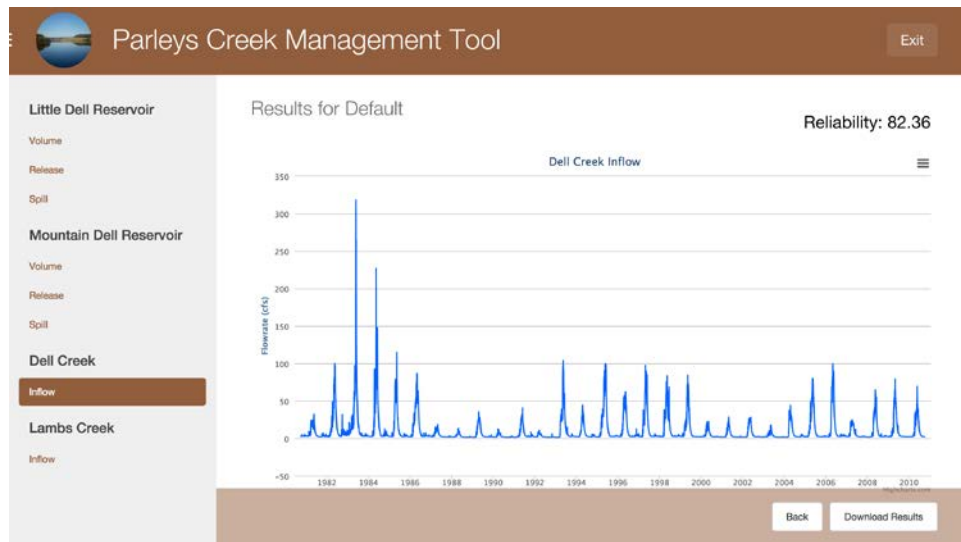 Parleys Creek Management Tool
Exit
Little Dell Reservoir
Volume
Release
Spill
Mountain Dell Reservoir
Volume
Release
Spill
Dell Creek
Inflow
Lambs Creek
Inflow
Results for Default
Reliability: 82.36
Dell Creek Inflow
Flowrate (cfs)
350
300
250
200
150
100
50
0
-50
1982 1984 1986 1988 1990 1992 1994 1996 1998 2000 2002 2004 2006 2008 2010
Highcharts.com
Back
Download Results